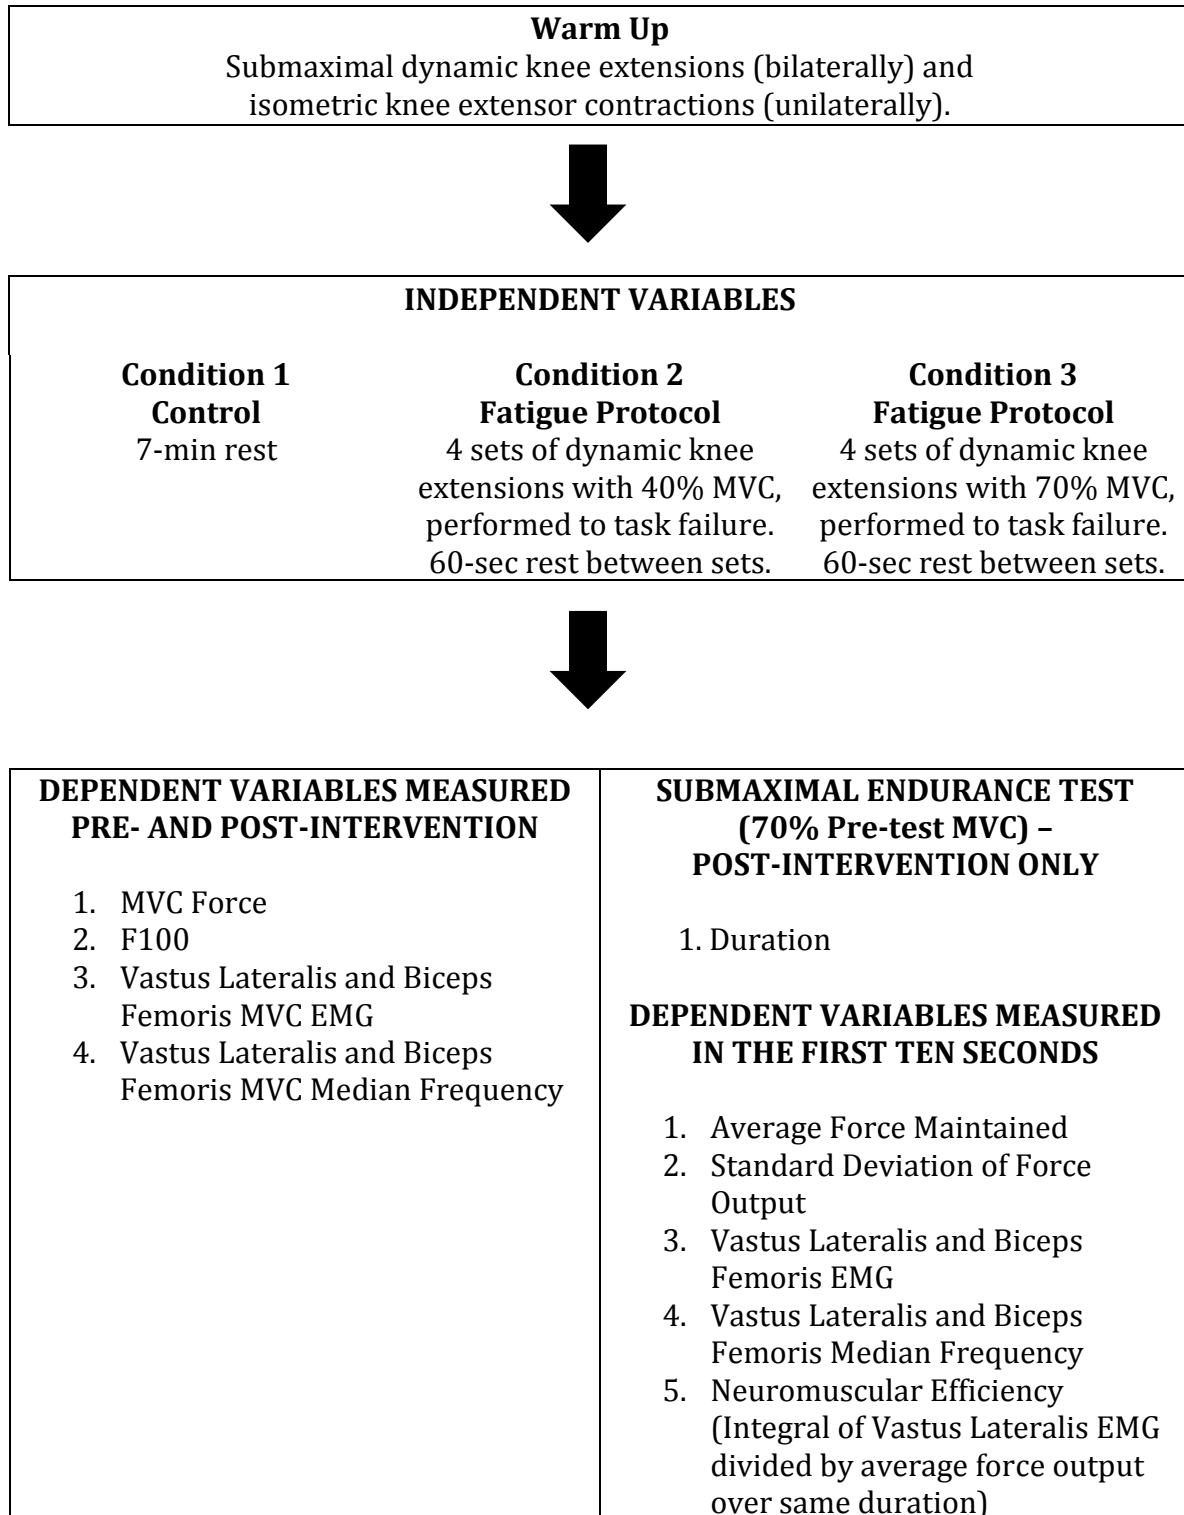 Warm Up
Submaximal dynamic knee extensions (bilaterally) and
isometric knee extensor contractions (unilaterally).
INDEPENDENT VARIABLES
Condition 1
Control
7-min rest
Condition 2
Fatigue Protocol
4 sets of dynamic knee
extensions with 40% MVC,
performed to task failure.
60-sec rest between sets.
Condition 3
Fatigue Protocol
4 sets of dynamic knee
extensions with 70% MVC,
performed to task failure.
60-sec rest between sets.
DEPENDENT VARIABLES MEASURED
PRE- AND POST-INTERVENTION
1. MVC Force
2. F100
3. Vastus Lateralis and Biceps
Femoris MVC EMG
4. Vastus Lateralis and Biceps
Femoris MVC Median Frequency
SUBMAXIMAL ENDURANCE TEST
(70% Pre-test MVC) –
POST-INTERVENTION ONLY
1. Duration
DEPENDENT VARIABLES MEASURED
IN THE FIRST TEN SECONDS
1. Average Force Maintained
2. Standard Deviation of Force
Output
3. Vastus Lateralis and Biceps
Femoris EMG
4. Vastus Lateralis and Biceps
Femoris Median Frequency
5. Neuromuscular Efficiency
(Integral of Vastus Lateralis EMG
divided by average force output
over same duration)